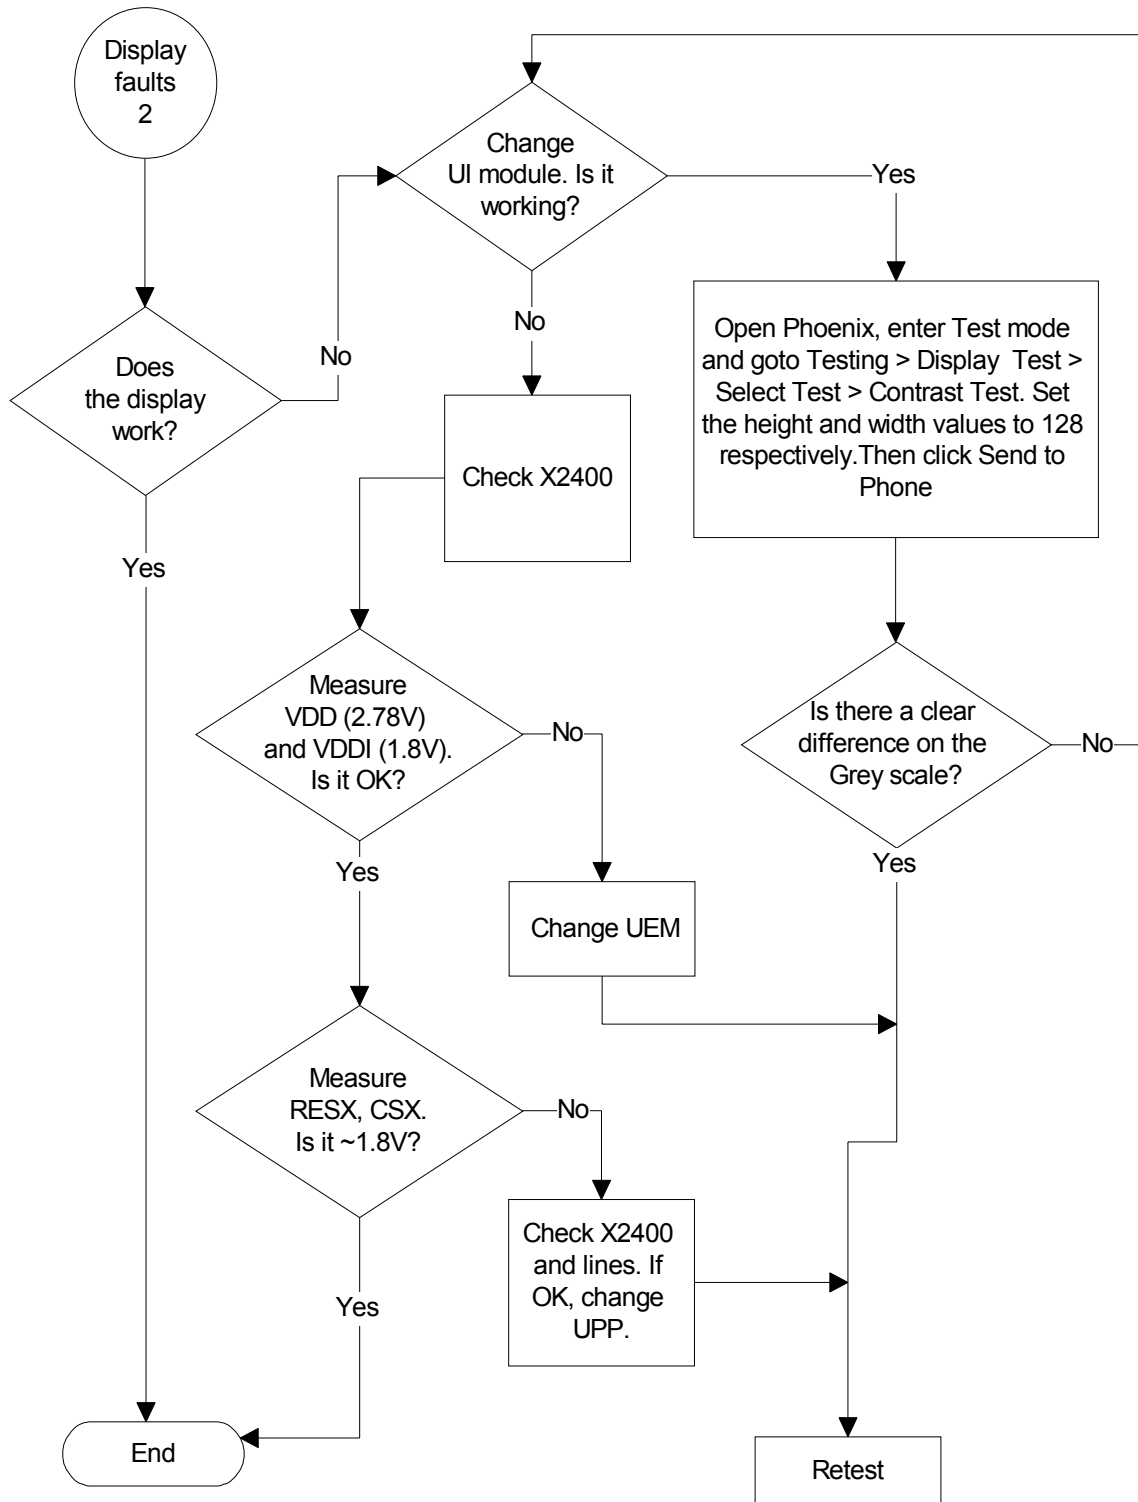 Display
faults
2
Change
UI module. Is it
working?
Yes
No
No
Does
the display
work?
Open Phoenix, enter Test mode
and goto Testing > Display Test >
Select Test > Contrast Test. Set
the height and width values to 128
respectively.Then click Send to
Phone
Check X2400
Yes
Measure
VDD (2.78V)
and VDDI (1.8V).
Is it OK?
No
Is there a clear
difference on the
Grey scale?
No
Yes
Yes
Change UEM
Measure
RESX, CSX.
Is it ~1.8V?
No
Check X2400
and lines. If
OK, change
UPP.
Yes
End
Retest